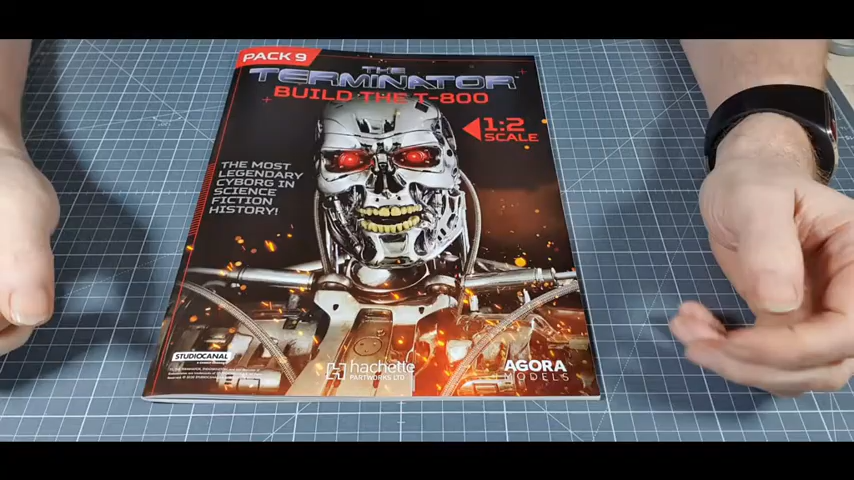 PACK 9
THE
TERMINATOR
BUILD THE T-800
1:2
SCALE
THE MOST
LEGENDARY
CYBORG IN
SCIENCE
FICTION
HISTORY!
STUDIOCANAL
hachette
PARTWORKS LTD
AGORA
MODELS